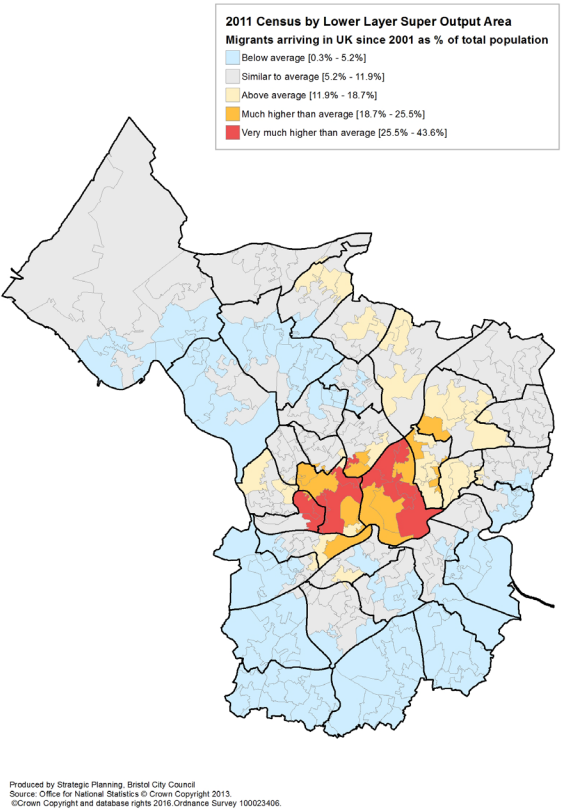 2011 Census by Lower Layer Super Output Area
Migrants arriving in UK since 2001 as % of total population
Below average [0.3% - 5.2%]
Similar to average [5.2% - 11.9%]
Above average [11.9% - 18.7%]
Much higher than average [18.7% - 25.5%]
Very much higher than average [25.5% - 43.6%]
Produced by Strategic Planning, Bristol City Council
Source: Office for National Statistics © Crown Copyright 2013.
©Crown Copyright and database rights 2016.Ordnance Survey 100023406.